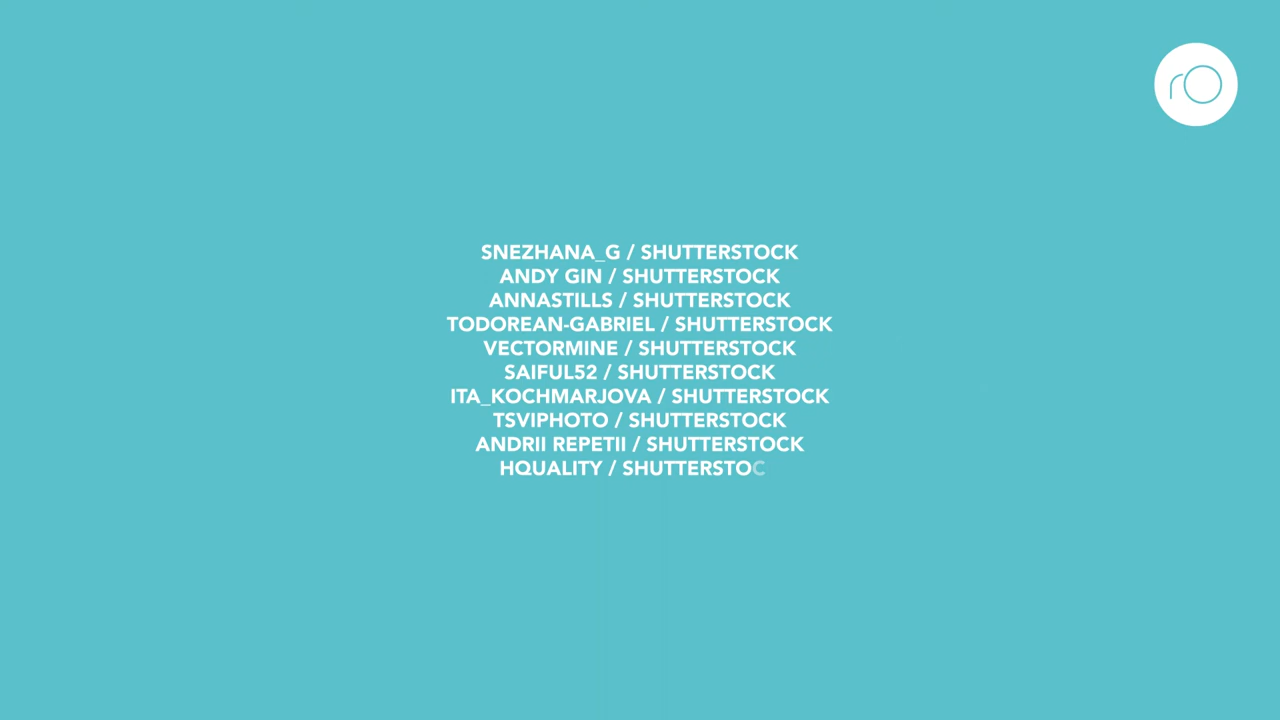 rO
SNEZHANA_G / SHUTTERSTOCK
ANDY GIN / SHUTTERSTOCK
ANNASTILLS / SHUTTERSTOCK
TODOREAN-GABRIEL / SHUTTERSTOCK
VECTORMINE / SHUTTERSTOCK
SAIFUL52 / SHUTTERSTOCK
ITA_KOCHMARJOVA / SHUTTERSTOCK
TSVIPHOTO / SHUTTERSTOCK
ANDRII REPETII / SHUTTERSTOCK
HQUALITY / SHUTTERSTOC